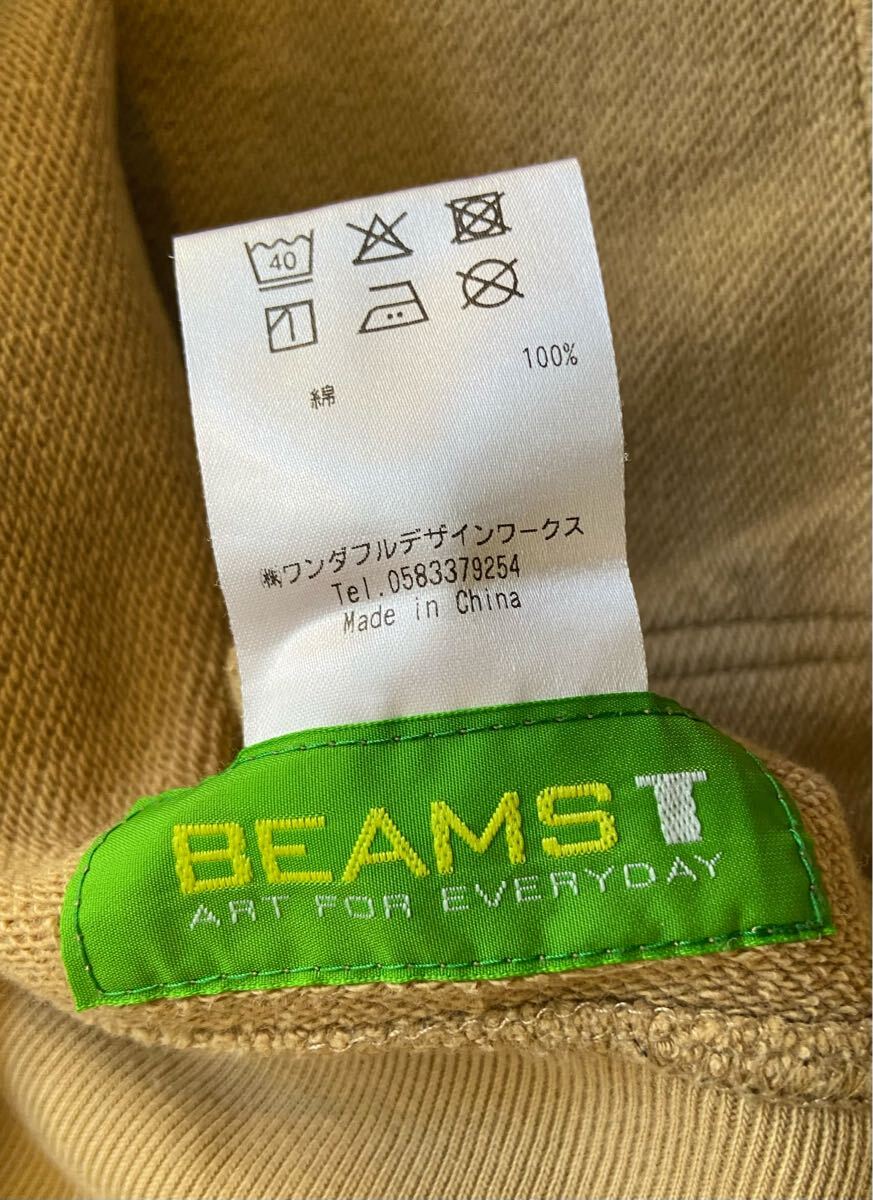 40
綿 100%
㈱ワンダフルデザインワークス
Tel.0583379254
Made in China
BEAMS T
ART FOR EVERYDAY